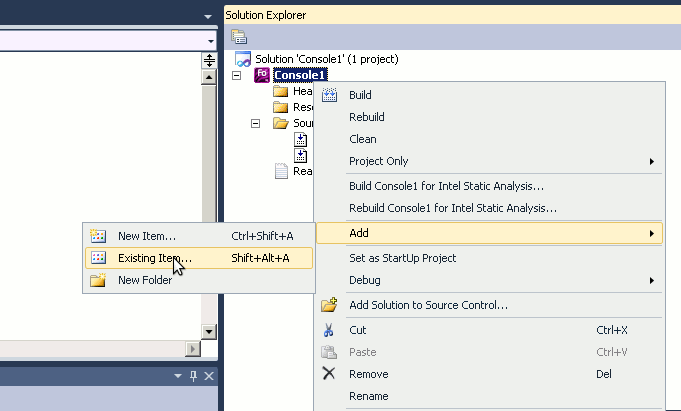 Solution Explorer
Solution 'Console1' (1 project)
Fo Console1
Hea
Reso
Sour
Rea
Build
Rebuild
Clean
Project Only
Build Console1 for Intel Static Analysis...
Rebuild Console1 for Intel Static Analysis...
Add
Set as StartUp Project
Debug
Add Solution to Source Control...
Cut Ctrl+X
Paste Ctrl+V
Remove Del
Rename
New Item... Ctrl+Shift+A
Existing Item... Shift+Alt+A
New Folder